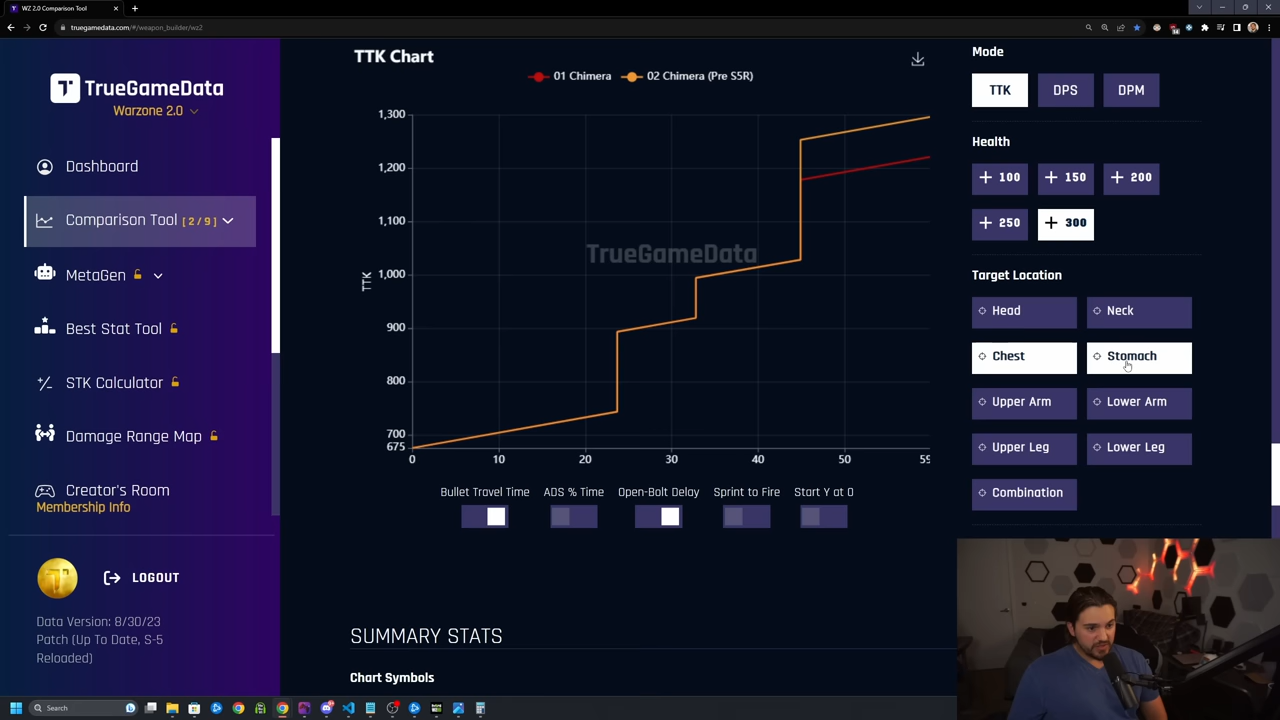 WZ 2.0 Comparison Tool
truegamedata.com/#/weapon_builder/wz2
TrueGameData
Warzone 2.0
Dashboard
Comparison Tool [ 2 / 9 ]
MetaGen
Best Stat Tool
STK Calculator
Damage Range Map
Creator's Room
Membership Info
LOGOUT
Data Version: 8/30/23
Patch (Up To Date, S-5
Reloaded)
TTK Chart
01 Chimera
02 Chimera (Pre S5R)
1,300
1,200
1,100
1,000
900
800
700
675
TTK
TrueGameData
0
10
20
30
40
50
59
Bullet Travel Time
ADS % Time
Open-Bolt Delay
Sprint to Fire
Start Y at 0
SUMMARY STATS
Chart Symbols
Mode
TTK
DPS
DPM
Health
100
150
200
250
300
Target Location
Head
Neck
Chest
Stomach
Upper Arm
Lower Arm
Upper Leg
Lower Leg
Combination
Search